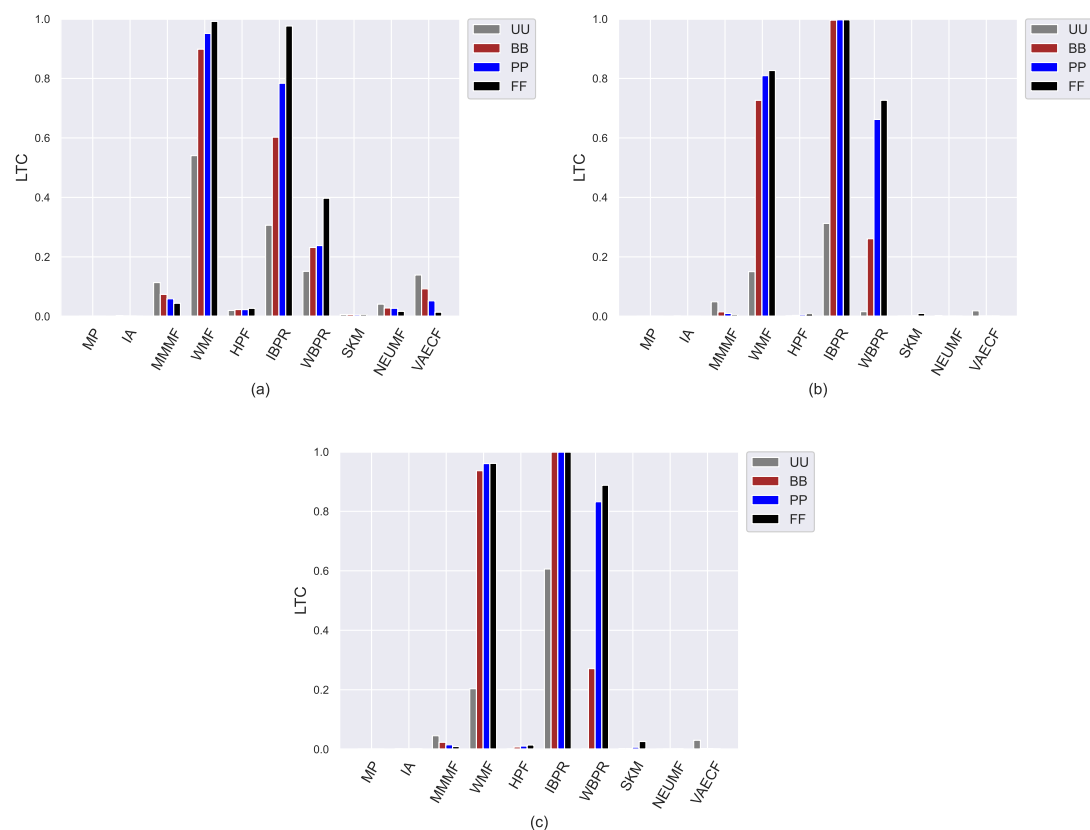 1.0
0.8
0.6
0.4
0.2
0.0
LTC
UU
BB
PP
FF
MP
IA
MMMF
WMF
HPF
IBPR
WBPR
SKM
NEUMF
VAECF
(a)
1.0
0.8
0.6
0.4
0.2
0.0
LTC
UU
BB
PP
FF
MP
IA
MMMF
WMF
HPF
IBPR
WBPR
SKM
NEUMF
VAECF
(b)
1.0
0.8
0.6
0.4
0.2
0.0
LTC
UU
BB
PP
FF
MP
IA
MMMF
WMF
HPF
IBPR
WBPR
SKM
NEUMF
VAECF
(c)